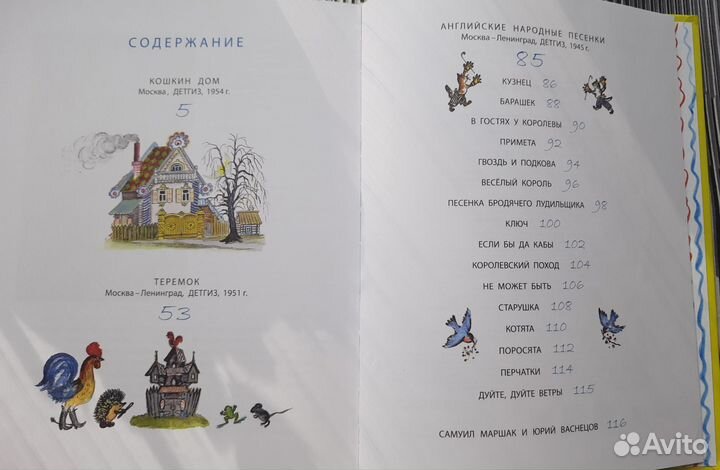 СОДЕРЖАНИЕ
КОШКИН ДОМ
Москва, ДЕТГИЗ, 1954 г.
5
ТЕРЕМОК
Москва – Ленинград, ДЕТГИЗ, 1951 г.
53
АНГЛИЙСКИЕ НАРОДНЫЕ ПЕСЕНКИ
Москва – Ленинград, ДЕТГИЗ, 1945 г.
85
КУЗНЕЦ 86
БАРАШЕК 88
В ГОСТЯХ У КОРОЛЕВЫ 90
ПРИМЕТА 92
ГВОЗДЬ И ПОДКОВА 94
ВЕСЁЛЫЙ КОРОЛЬ 96
ПЕСЕНКА БРОДЯЧЕГО ЛУДИЛЬЩИКА 98
КЛЮЧ 100
ЕСЛИ БЫ ДА КАБЫ 102
КОРОЛЕВСКИЙ ПОХОД 104
НЕ МОЖЕТ БЫТЬ 106
СТАРУШКА 108
КОТЯТА 110
ПОРОСЯТА 112
ПЕРЧАТКИ 114
ДУЙТЕ, ДУЙТЕ ВЕТРЫ 115
САМУИЛ МАРШАК И ЮРИЙ ВАСНЕЦОВ 116
Avito